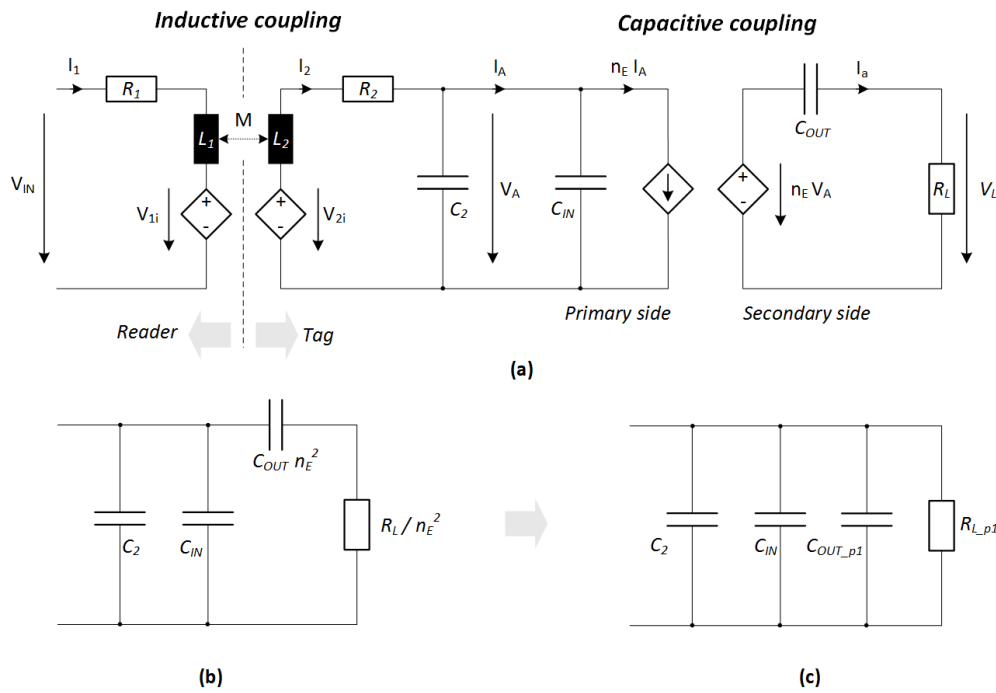 Inductive coupling
Capacitive coupling
I1
R1
I2
R2
IA
nE IA
COUT
Ia
M
L1
L2
VIN
V1i
V2i
C2
VA
CIN
nE VA
RL
VL
+
-
+
-
+
-
Primary side
Secondary side
Reader
Tag
(a)
COUT nE²
C2
CIN
RL / nE²
C2
CIN
COUT_p1
RL_p1
(b)
(c)